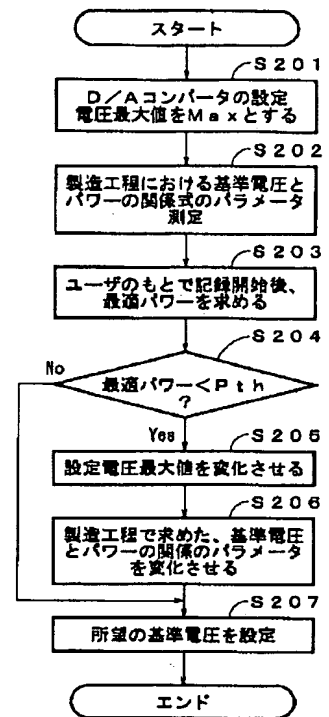 スタート
S201
D/Aコンバータの設定
電圧最大値をMaxとする
S202
製造工程における基準電圧と
パワーの関係式のパラメータ
測定
S203
ユーザのもとで記録開始後、
最適パワーを求める
S204
最適パワー<Pth
?
No
Yes
S205
設定電圧最大値を変化させる
S206
製造工程で求めた、基準電圧
とパワーの関係のパラメータ
を変化させる
S207
所望の基準電圧を設定
エンド